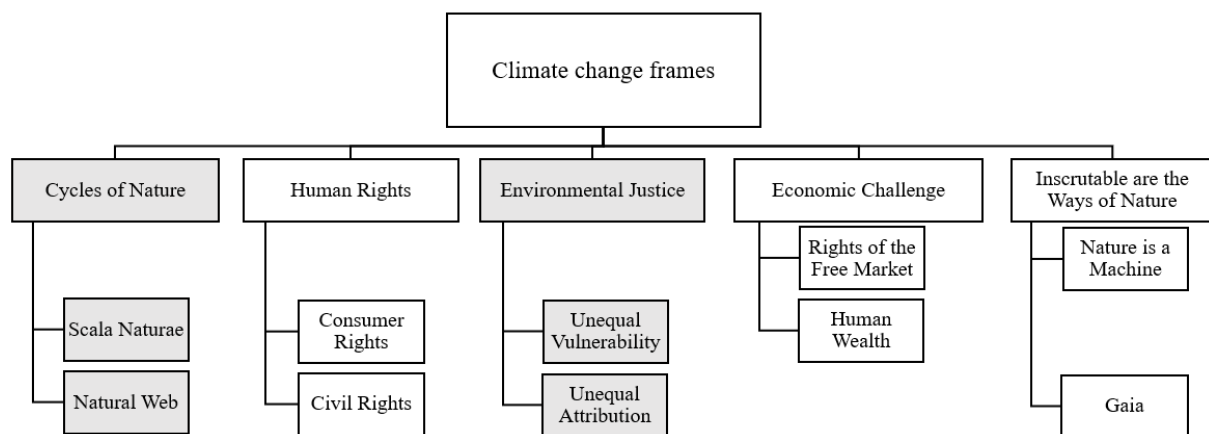 Climate change frames
Cycles of Nature
Human Rights
Environmental Justice
Economic Challenge
Inscrutable are the
Ways of Nature
Scala Naturae
Natural Web
Consumer
Rights
Civil Rights
Unequal
Vulnerability
Unequal
Attribution
Rights of the
Free Market
Human
Wealth
Nature is a
Machine
Gaia